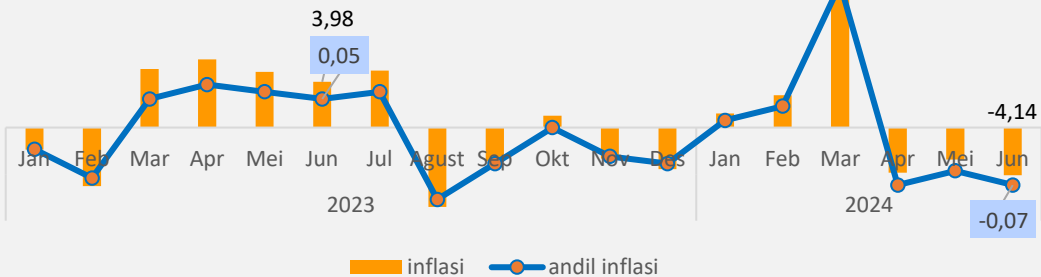 3,98
0,05
-4,14
Jan Feb Mar Apr Mei Jun Jul Agust Sep Okt Nov Des Jan Feb Mar Apr Mei Jun
2023 2024
-0,07
inflasi andil inflasi